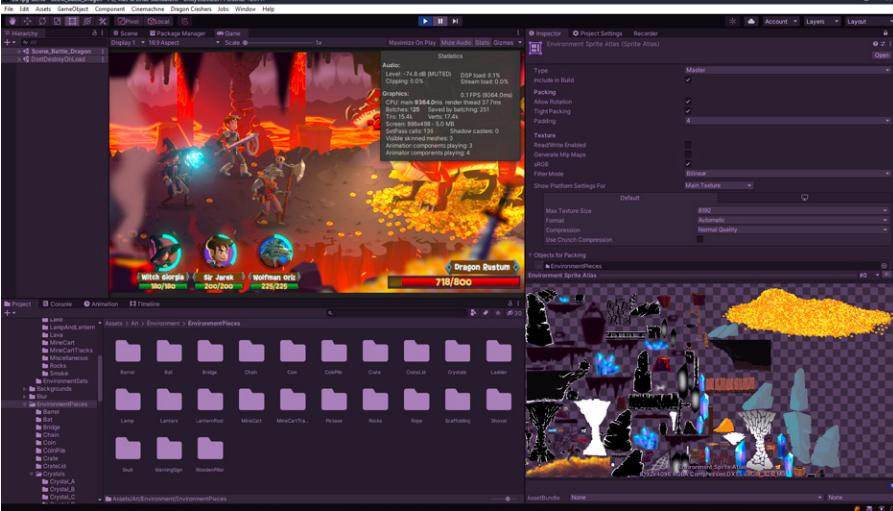 File Edit Assets GameObject Component Cinemachine Dragon Crashers Jobs Window Help
Pivot Local
Account Layers Layout
Hierarchy
Scene_Battle_Dragon
DontDestroyOnLoad
Scene Package Manager Game
Display 1 16:9 Aspect Scale 1x Maximize On Play Mute Audio Stats Gizmos
Statistics
Audio:
Level: -74.8 dB (MUTED) DSP load: 0.1%
Clipping: 0.0% Stream load: 0.0%
Graphics: 0.1 FPS (9364.0ms)
CPU: main 9364.0ms render thread 37.7ms
Batches: 125 Saved by batching: 251
Tris: 15.4k Verts: 17.4k
Screen: 886x498 - 5.0 MB
SetPass calls: 139 Shadow casters: 0
Visible skinned meshes: 0
Animation components playing: 3
Animator components playing: 4
Witch Giorgia
180/180
Sir Jarek
200/200
Wolfman Oriz
225/225
Dragon Rustum
718/800
Inspector Project Settings Recorder
Environment Sprite Atlas (Sprite Atlas)
Open
Type Master
Include in Build
Packing
Allow Rotation
Tight Packing
Padding 4
Texture
Read/Write Enabled
Generate Mip Maps
sRGB
Filter Mode Bilinear
Show Platform Settings For Main Texture
Default
Max Texture Size 8192
Format Automatic
Compression Normal Quality
Use Crunch Compression
Objects for Packing
EnvironmentPieces
Environment Sprite Atlas #0
Environment Sprite Atlas
AssetBundle None None
Project Console Animation Timeline
30
LampAndLantern
Lava
MineCart
MineCartTracks
Miscellaneous
Rocks
Smoke
EnvironmentSets
Backgrounds
Blur
EnvironmentPieces
Barrel
Bat
Bridge
Chain
Coin
CoinPile
Crate
CrateLid
Crystals
Crystal_A
Crystal_B
Crystal_C
Assets > Art > Environment > EnvironmentPieces
Barrel Bat Bridge Chain Coin CoinPile Crate CrateLid Crystals Ladder
Lamp Lantern LanternPost MineCart MineCartTra... Pickaxe Rocks Rope Scaffolding Shovel
Skull WarningSign WoodenPillar
Assets/Art/Environment/EnvironmentPieces